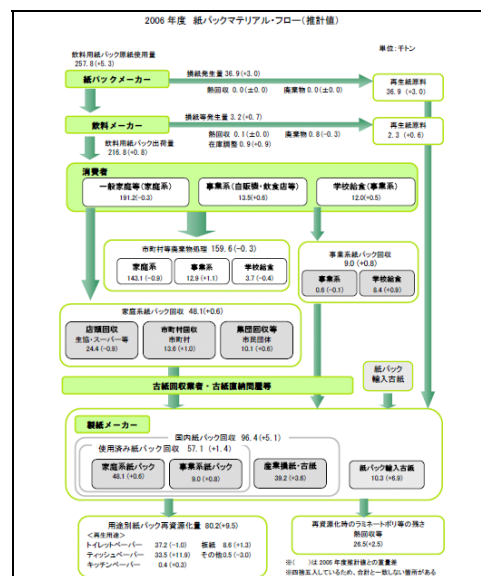 2006 年度 紙パックマテリアル・フロー（推計値）
単位：千トン
飲料用紙パック原紙使用量
257.8(+5.3)
紙パックメーカー
損紙発生量 36.9(+3.0)
熱回収 0.0(±0.0) 廃棄物 0.0(±0.0)
再生紙原料
36.9 (+3.0)
飲料メーカー
損紙等発生量 3.2(+0.7)
熱回収 0.1(±0.0) 廃棄物 0.8(-0.3)
在庫調整 0.9(+0.9)
再生紙原料
2.3 (+0.6)
飲料用紙パック出荷量
216.8(+0.8)
消費者
一般家庭等(家庭系)
191.2(-0.3)
事業系(自販機・飲食店等)
13.5(+0.6)
学校給食(事業系)
12.0(+0.5)
市町村等廃棄物処理 159.6(-0.3)
家庭系
143.1 (-0.9)
事業系
12.9 (+1.1)
学校給食
3.7 (-0.4)
事業系紙パック回収
9.0 (+0.8)
事業系
0.6 (-0.1)
学校給食
8.4 (+0.9)
家庭系紙パック回収 48.1(+0.6)
店頭回収
生協・スーパー等
24.4 (-0.9)
市町村回収
市町村
13.6 (+1.0)
集団回収等
市民団体
10.1 (+0.6)
古紙回収業者・古紙直納問屋等
紙パック
輸入古紙
製紙メーカー
国内紙パック回収 96.4(+5.1)
使用済み紙パック回収 57.1 (+1.4)
家庭系紙パック
48.1 (+0.6)
事業系紙パック
9.0 (+0.8)
産業損紙・古紙
39.2 (+3.6)
紙パック輸入古紙
10.3 (+6.9)
用途別紙パック再資源化量 80.2(+9.5)
<再生用途>
トイレットペーパー 37.2 (-1.0) 板紙 8.6 (+1.3)
ティッシュペーパー 33.5 (+11.9) その他 0.5 (-3.0)
キッチンペーパー 0.4 (+0.3)
再資源化時のラミネートポリ等の残さ
熱回収等
26.5(+2.5)
※( )は 2005 年度推計値との重量差
※四捨五入しているため、合計と一致しない箇所がある